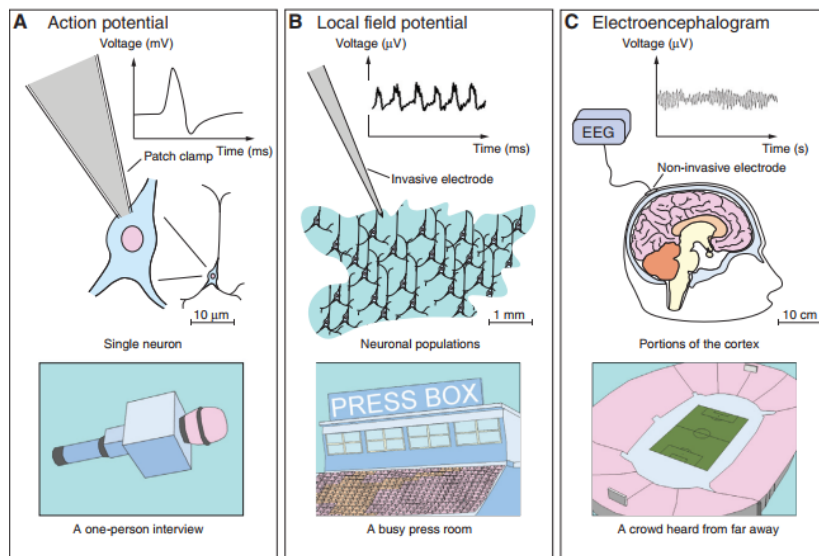 A Action potential
Voltage (mV)
Time (ms)
Patch clamp
10 μm
Single neuron
A one-person interview
B Local field potential
Voltage (μV)
Time (ms)
Invasive electrode
1 mm
Neuronal populations
PRESS BOX
A busy press room
C Electroencephalogram
Voltage (μV)
EEG
Time (s)
Non-invasive electrode
10 cm
Portions of the cortex
A crowd heard from far away